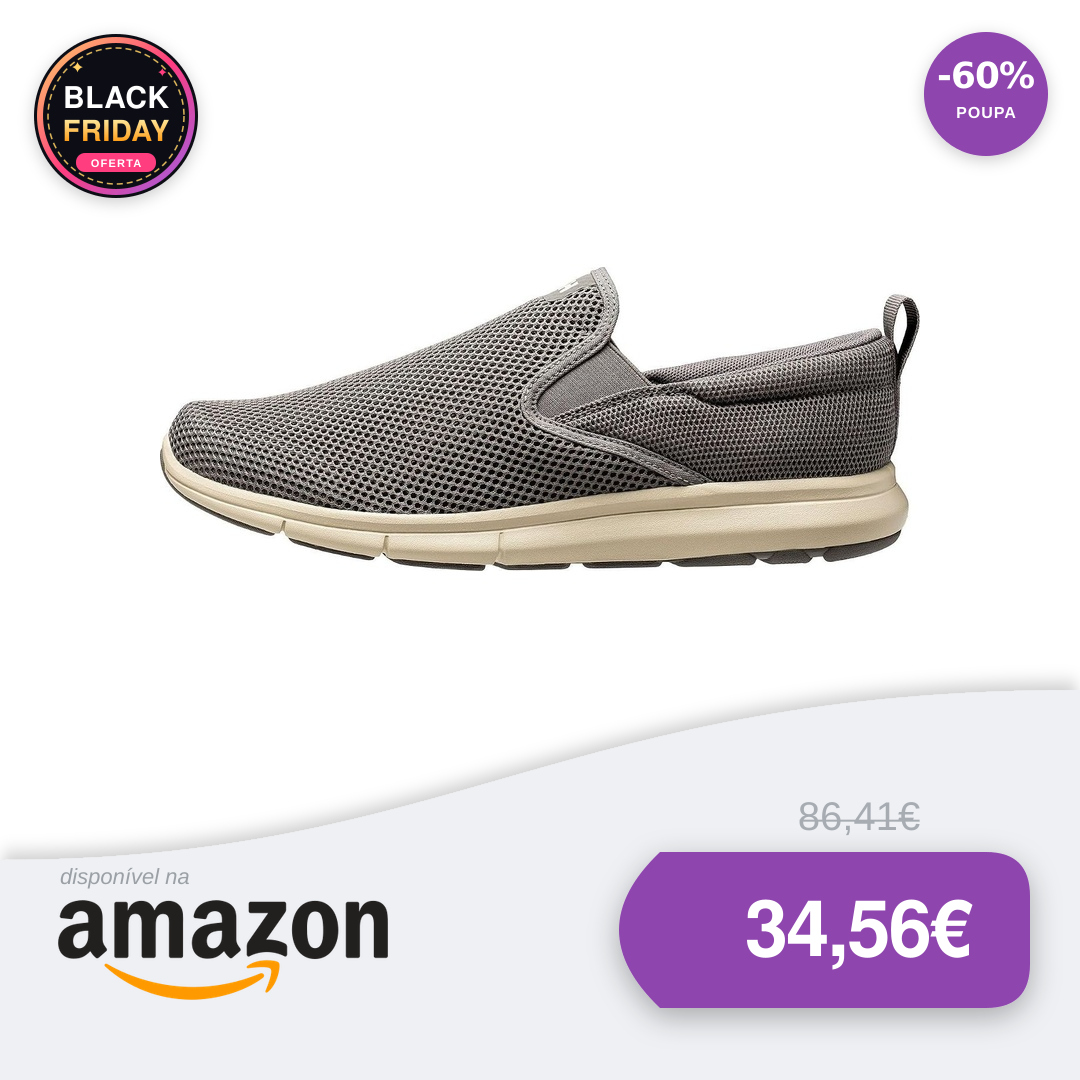 BLACK
FRIDAY
OFERTA
-60%
POUPA
86,41€
disponível na
amazon
34,56€